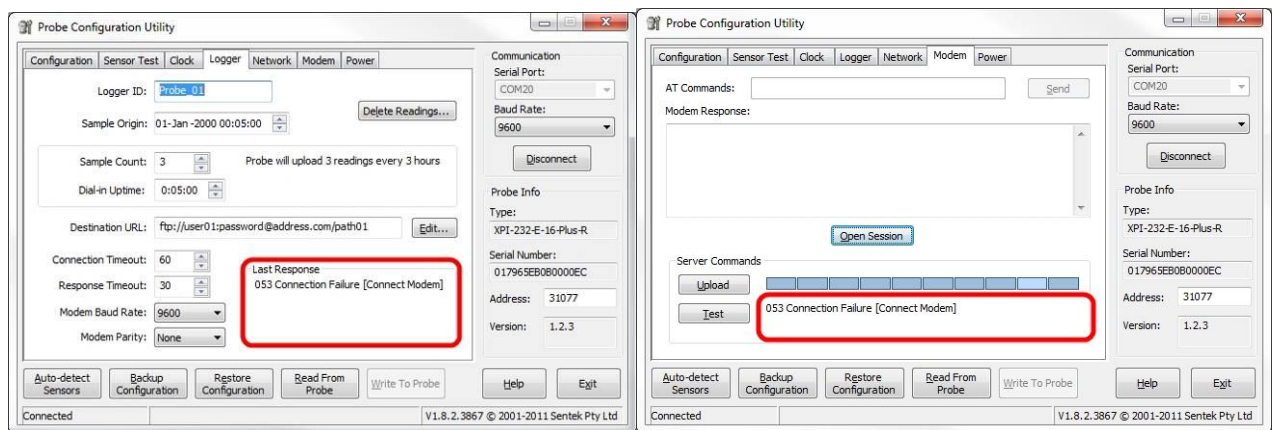 Probe Configuration Utility
Configuration Sensor Test Clock Logger Network Modem Power
Logger ID: Probe_01
Delete Readings...
Sample Origin: 01-Jan -2000 00:05:00
Sample Count: 3 Probe will upload 3 readings every 3 hours
Dial-in Uptime: 0:05:00
Destination URL: ftp://user01:password@address.com/path01 Edit...
Connection Timeout: 60
Response Timeout: 30
Modem Baud Rate: 9600
Modem Parity: None
Last Response
053 Connection Failure [Connect Modem]
Communication
Serial Port:
COM20
Baud Rate:
9600
Disconnect
Probe Info
Type:
XPI-232-E-16-Plus-R
Serial Number:
017965EB0B0000EC
Address: 31077
Version: 1.2.3
Auto-detect Sensors
Backup Configuration
Restore Configuration
Read From Probe
Write To Probe
Help
Exit
Connected
V1.8.2.3867 © 2001-2011 Sentek Pty Ltd
Probe Configuration Utility
Configuration Sensor Test Clock Logger Network Modem Power
AT Commands: Send
Modem Response:
Open Session
Server Commands
Upload
Test
053 Connection Failure [Connect Modem]
Communication
Serial Port:
COM20
Baud Rate:
9600
Disconnect
Probe Info
Type:
XPI-232-E-16-Plus-R
Serial Number:
017965EB0B0000EC
Address: 31077
Version: 1.2.3
Auto-detect Sensors
Backup Configuration
Restore Configuration
Read From Probe
Write To Probe
Help
Exit
Connected
V1.8.2.3867 © 2001-2011 Sentek Pty Ltd